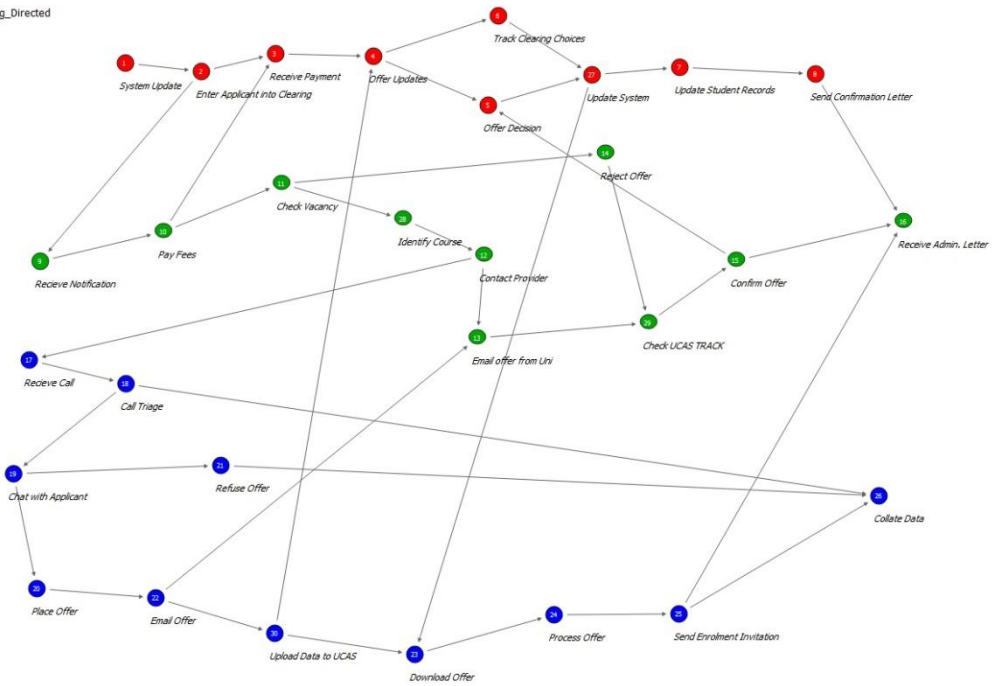 g_Directed
6
Track Clearing Choices
3
Receive Payment
4
Offer Updates
1
System Update
2
Enter Applicant into Clearing
27
Update System
7
Update Student Records
8
Send Confirmation Letter
5
Offer Decision
14
Reject Offer
11
Check Vacancy
28
Identify Course
16
Receive Admin. Letter
10
Pay Fees
9
Recieve Notification
12
Contact Provider
15
Confirm Offer
13
Email offer from Uni
29
Check UCAS TRACK
17
Recieve Call
18
Call Triage
19
Chat with Applicant
21
Refuse Offer
26
Collate Data
20
Place Offer
22
Email Offer
30
Upload Data to UCAS
23
Download Offer
24
Process Offer
25
Send Enrolment Invitation